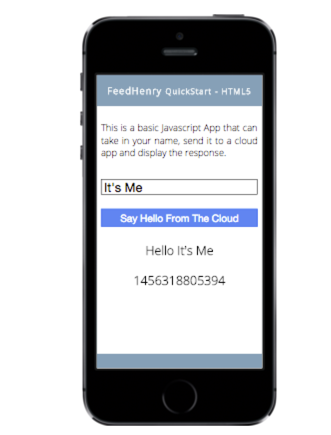 FeedHenry QuickStart - HTML5
This is a basic Javascript App that can
take in your name, send it to a cloud
app and display the response.
It's Me
Say Hello From The Cloud
Hello It's Me
1456318805394